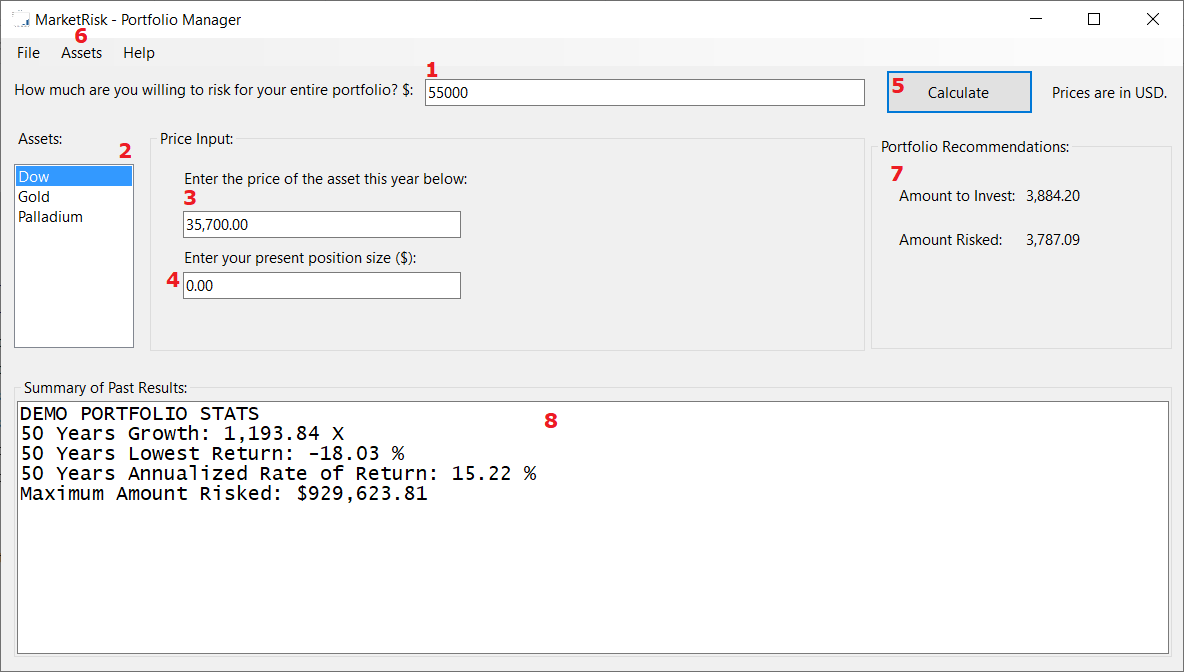 MarketRisk - Portfolio Manager
6
File Assets Help
1
How much are you willing to risk for your entire portfolio? $: 55000
5 Calculate Prices are in USD.
Assets:
2
Dow
Gold
Palladium
Price Input:
Enter the price of the asset this year below:
3
35,700.00
Enter your present position size ($):
4 0.00
Portfolio Recommendations:
7
Amount to Invest: 3,884.20
Amount Risked: 3,787.09
Summary of Past Results:
8
DEMO PORTFOLIO STATS
50 Years Growth: 1,193.84 X
50 Years Lowest Return: -18.03 %
50 Years Annualized Rate of Return: 15.22 %
Maximum Amount Risked: $929,623.81